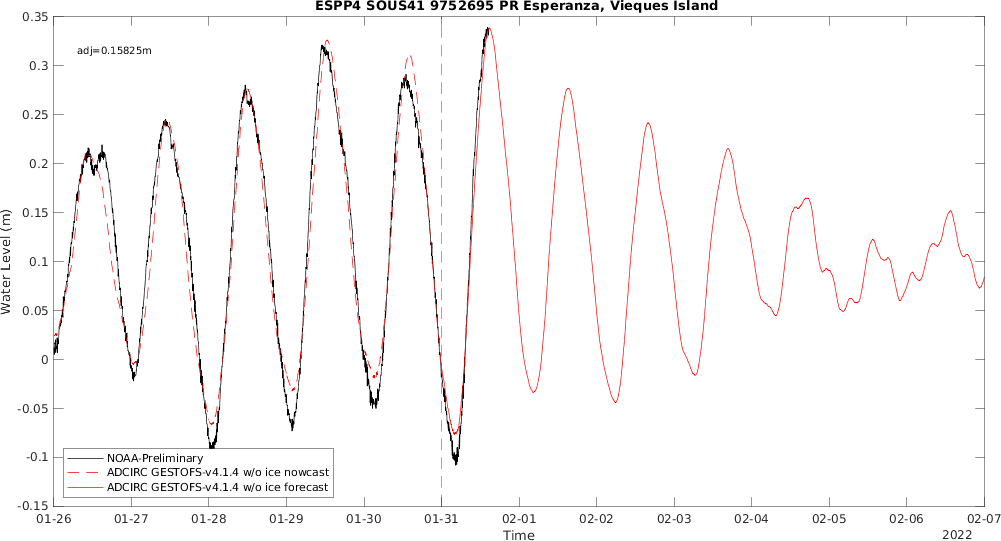 ESPP4 SOUS41 9752695 PR Esperanza, Vieques Island
adj=0.15825m
0.35
0.3
0.25
0.2
0.15
0.1
0.05
0
-0.05
-0.1
-0.15
Water Level (m)
NOAA-Preliminary
ADCIRC GESTOFS-v4.1.4 w/o ice nowcast
ADCIRC GESTOFS-v4.1.4 w/o ice forecast
01-26 01-27 01-28 01-29 01-30 01-31 02-01 02-02 02-03 02-04 02-05 02-06 02-07
Time
2022